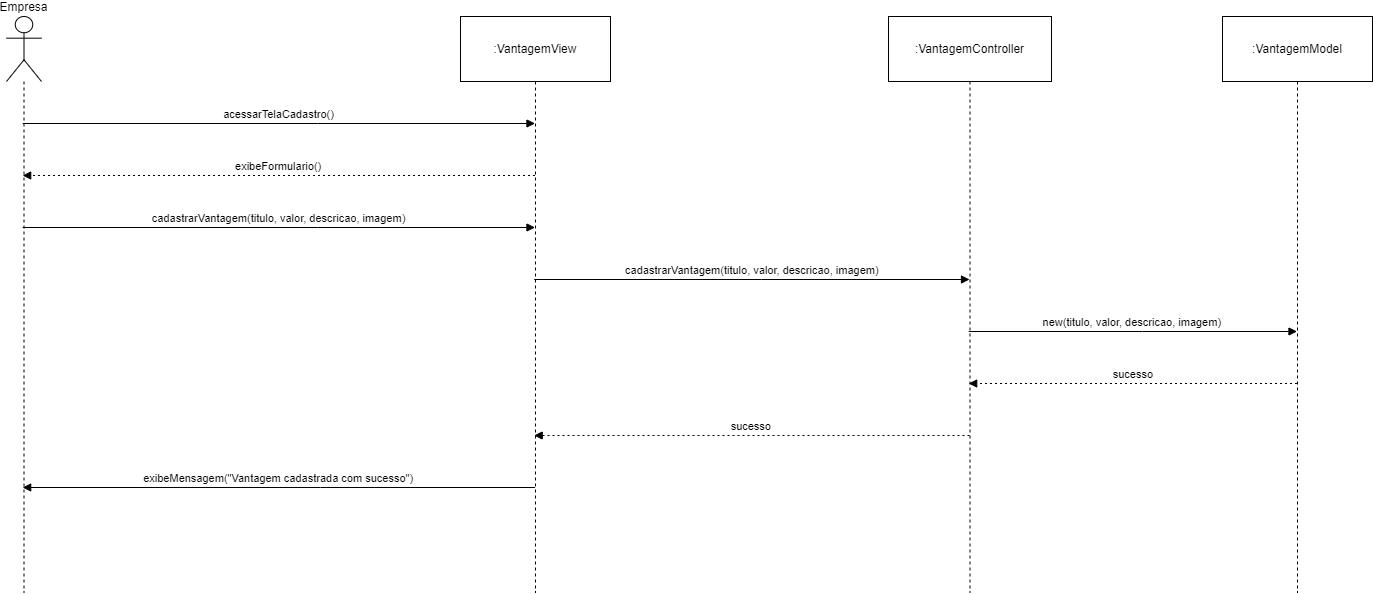 Empresa
:VantagemView
:VantagemController
:VantagemModel
acessarTelaCadastro()
exibeFormulario()
cadastrarVantagem(titulo, valor, descricao, imagem)
cadastrarVantagem(titulo, valor, descricao, imagem)
new(titulo, valor, descricao, imagem)
sucesso
sucesso
exibeMensagem("Vantagem cadastrada com sucesso")